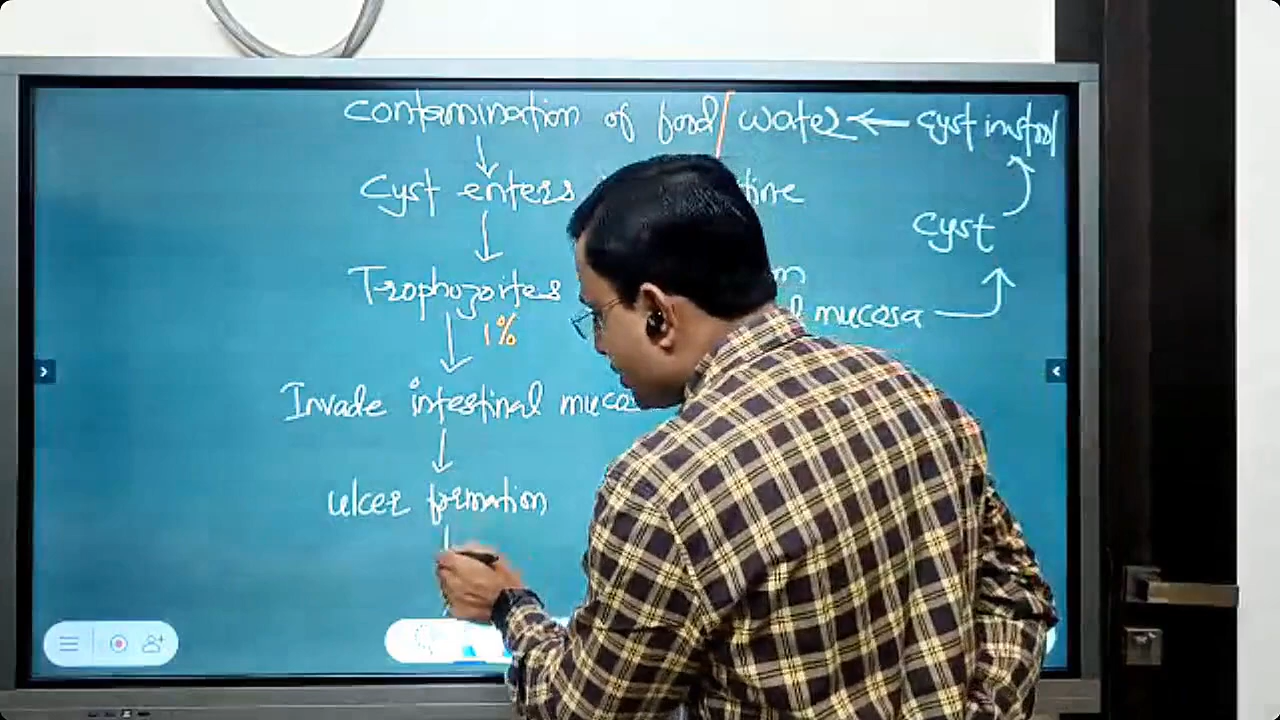 contamination of food/water ← cyst in stool
Cyst enters
cyst
Trophozoites
mucosa
1%
Invade intestinal
ulcer formation